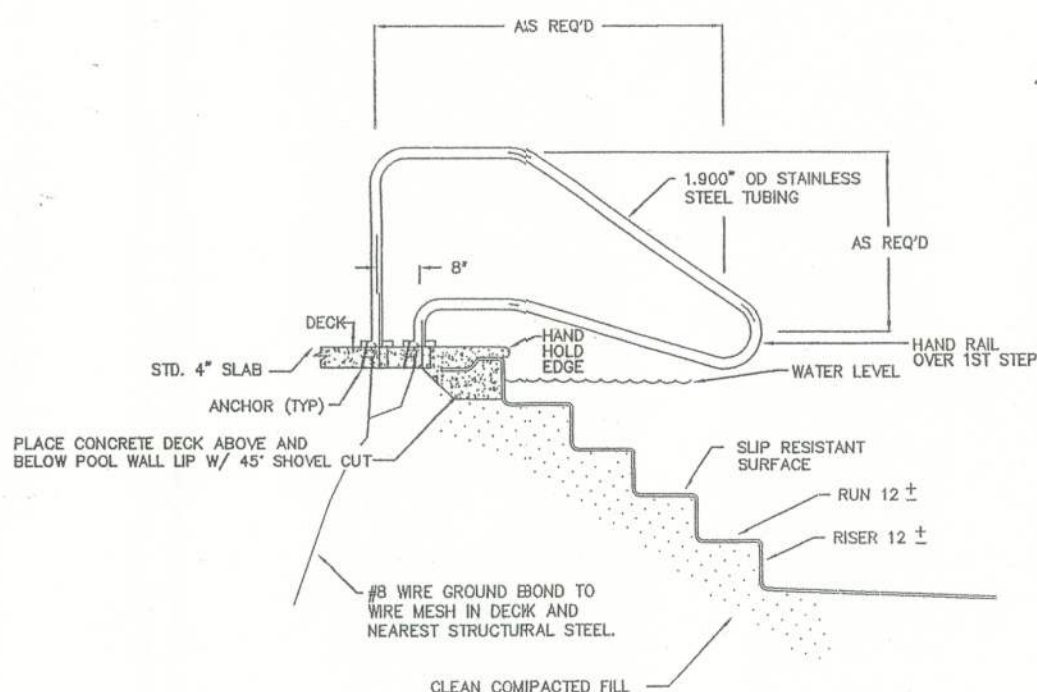 A'S REQ'D
1.900" OD STAINLESS
STEEL TUBING
AS REQ'D
8"
DECK
HAND
HOLD
EDGE
HAND RAIL
OVER 1ST STEP
STD. 4" SLAB
WATER LEVEL
ANCHOR (TYP)
PLACE CONCRETE DECK ABOVE AND
BELOW POOL WALL LIP W/ 45° SHOVEL CUT
SLIP RESISTANT
SURFACE
RUN 12 ±
RISER 12 ±
#8 WIRE GROUND BOND TO
WIRE MESH IN DECK AND
NEAREST STRUCTURAL STEEL.
CLEAN COMIPACTED FILL